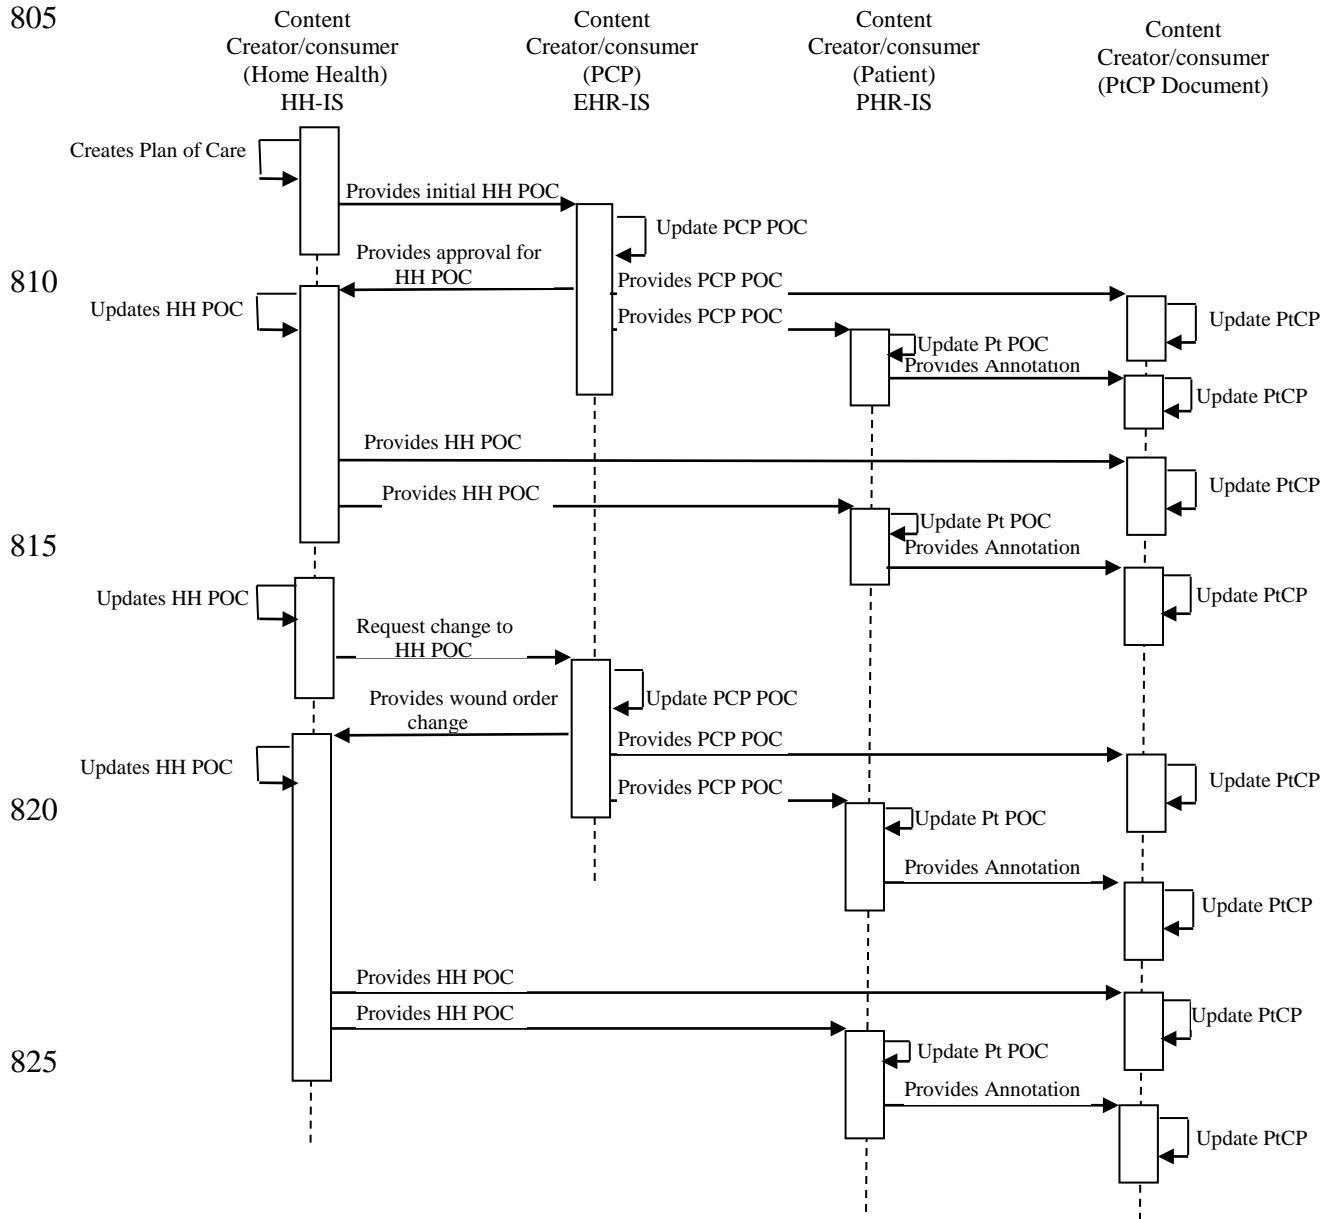 805
Content
Creator/consumer
(Home Health)
HH-IS
Content
Creator/consumer
(PCP)
EHR-IS
Content
Creator/consumer
(Patient)
PHR-IS
Content
Creator/consumer
(PtCP Document)
Creates Plan of Care
Provides initial HH POC
Update PCP POC
Provides approval for
HH POC
810
Provides PCP POC
Updates HH POC
Update PtCP
Provides PCP POC
Update Pt POC
Provides Annotation
Update PtCP
Provides HH POC
Update PtCP
Provides HH POC
Update Pt POC
815
Provides Annotation
Updates HH POC
Update PtCP
Request change to
HH POC
Provides wound order
change
Update PCP POC
Provides PCP POC
Updates HH POC
Update PtCP
Provides PCP POC
820
Update Pt POC
Provides Annotation
Update PtCP
Provides HH POC
Provides HH POC
Update PtCP
825
Update Pt POC
Provides Annotation
Update PtCP